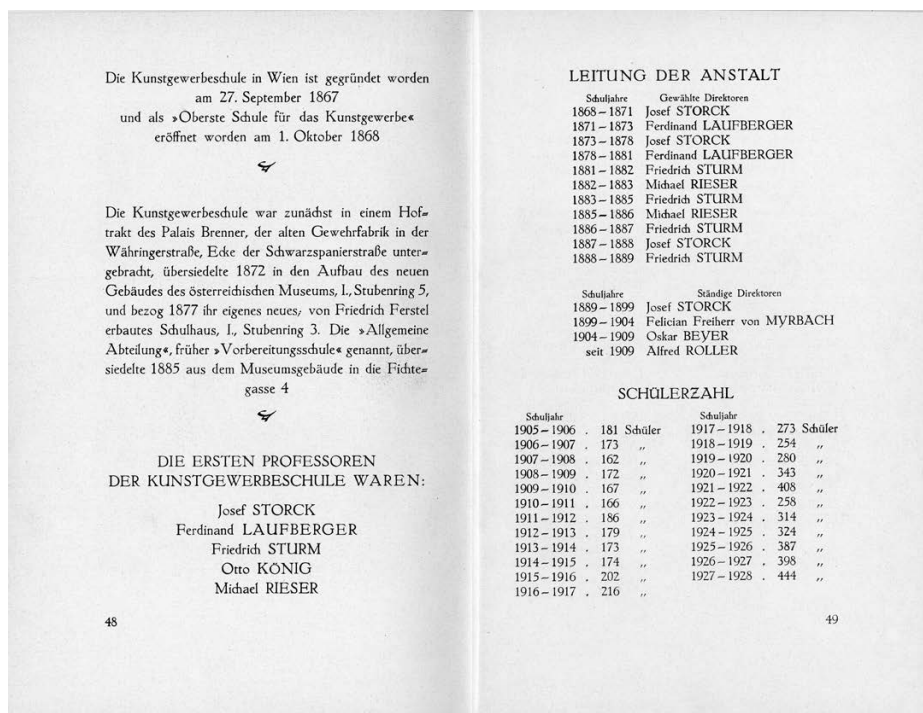 Die Kunstgewerbeschule in Wien ist gegründet worden
am 27. September 1867
und als »Oberste Schule für das Kunstgewerbe«
eröffnet worden am 1. Oktober 1868
Die Kunstgewerbeschule war zunächst in einem Hof=
trakt des Palais Brenner, der alten Gewehrfabrik in der
Währingerstraße, Ecke der Schwarzspanierstraße unter=
gebracht, übersiedelte 1872 in den Aufbau des neuen
Gebäudes des österreichischen Museums, I., Stubenring 5,
und bezog 1877 ihr eigenes neues, von Friedrich Ferstel
erbautes Schulhaus, I., Stubenring 3. Die »Allgemeine
Abteilung«, früher »Vorbereitungsschule« genannt, über=
siedelte 1885 aus dem Museumsgebäude in die Fichte=
gasse 4
DIE ERSTEN PROFESSOREN
DER KUNSTGEWERBESCHULE WAREN:
Josef STORCK
Ferdinand LAUFBERGER
Friedrich STURM
Otto KÖNIG
Michael RIESER
48
LEITUNG DER ANSTALT
Schuljahre Gewählte Direktoren
1868–1871 Josef STORCK
1871–1873 Ferdinand LAUFBERGER
1873–1878 Josef STORCK
1878–1881 Ferdinand LAUFBERGER
1881–1882 Friedrich STURM
1882–1883 Michael RIESER
1883–1885 Friedrich STURM
1885–1886 Michael RIESER
1886–1887 Friedrich STURM
1887–1888 Josef STORCK
1888–1889 Friedrich STURM
Schuljahre Ständige Direktoren
1889–1899 Josef STORCK
1899–1904 Felician Freiherr von MYRBACH
1904–1909 Oskar BEYER
seit 1909 Alfred ROLLER
SCHÜLERZAHL
Schuljahr
1905–1906 . 181 Schüler
1906–1907 . 173 „
1907–1908 . 162 „
1908–1909 . 172 „
1909–1910 . 167 „
1910–1911 . 166 „
1911–1912 . 186 „
1912–1913 . 179 „
1913–1914 . 173 „
1914–1915 . 174 „
1915–1916 . 202 „
1916–1917 . 216 „
Schuljahr
1917–1918 . 273 Schüler
1918–1919 . 254 „
1919–1920 . 280 „
1920–1921 . 343 „
1921–1922 . 408 „
1922–1923 . 258 „
1923–1924 . 314 „
1924–1925 . 324 „
1925–1926 . 387 „
1926–1927 . 398 „
1927–1928 . 444 „
49